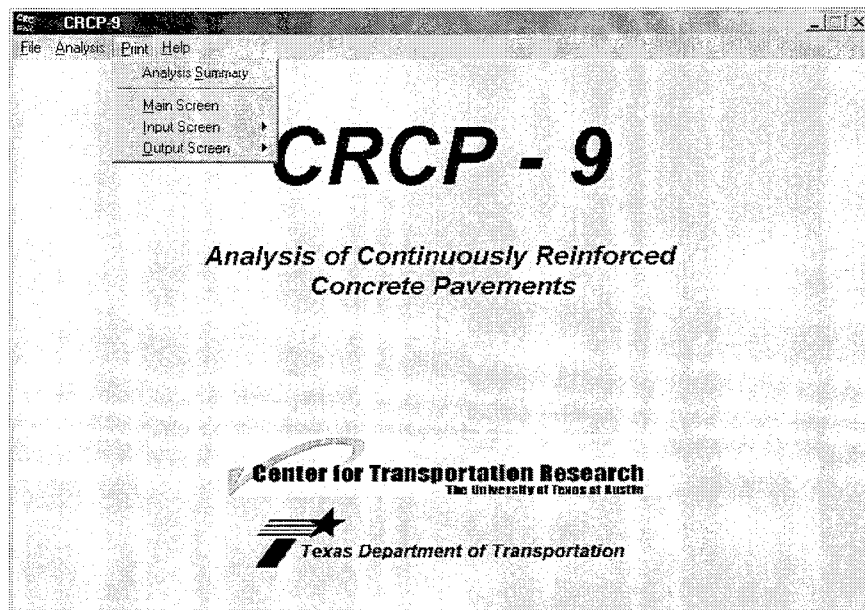 CRCP-9
File Analysis Print Help
Analysis Summary
Main Screen
Input Screen
Output Screen
CRCP - 9
Analysis of Continuously Reinforced
Concrete Pavements
Center for Transportation Research
The University of Texas at Austin
Texas Department of Transportation